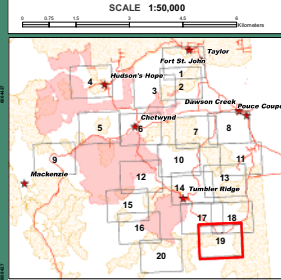 SCALE 1:50,000
0 0.75 1.5 3 4.5 6
Kilometers
Taylor
Fort St. John
1
4
Hudson's Hope
2
3
Dawson Creek
Pouce Coupe
Chetwynd
5
6
7
8
9
10
11
Mackenzie
12
13
14
Tumbler Ridge
15
17
18
16
19
20